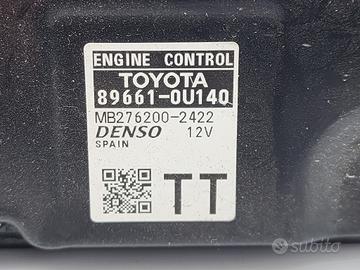 ENGINE CONTROL
TOYOTA
89661-0U140
MB276200-2422
DENSO 12V
SPAIN
TT
subito